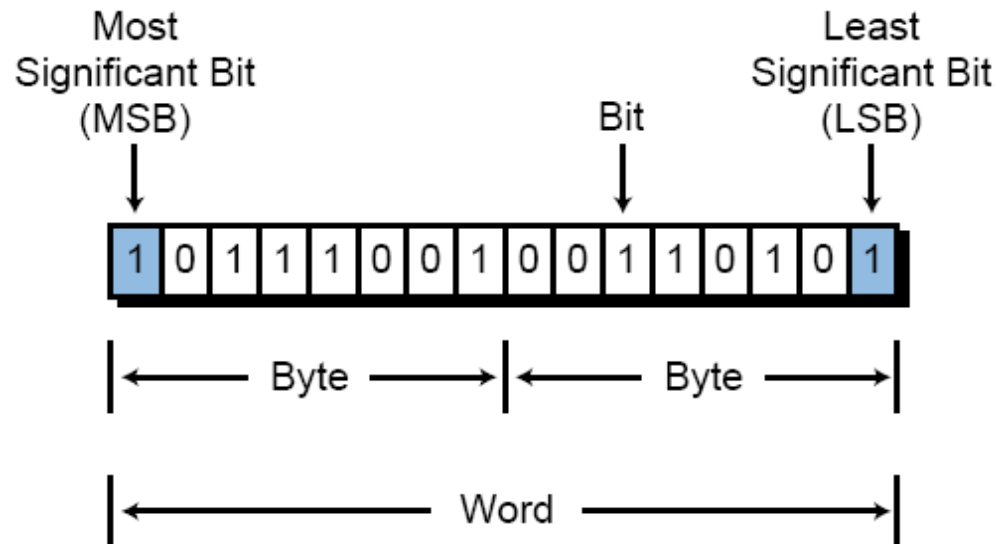 Most
Significant Bit
(MSB)
Bit
Least
Significant Bit
(LSB)
1 0 1 1 1 0 0 1 0 0 1 1 0 1 0 1
Byte Byte
Word